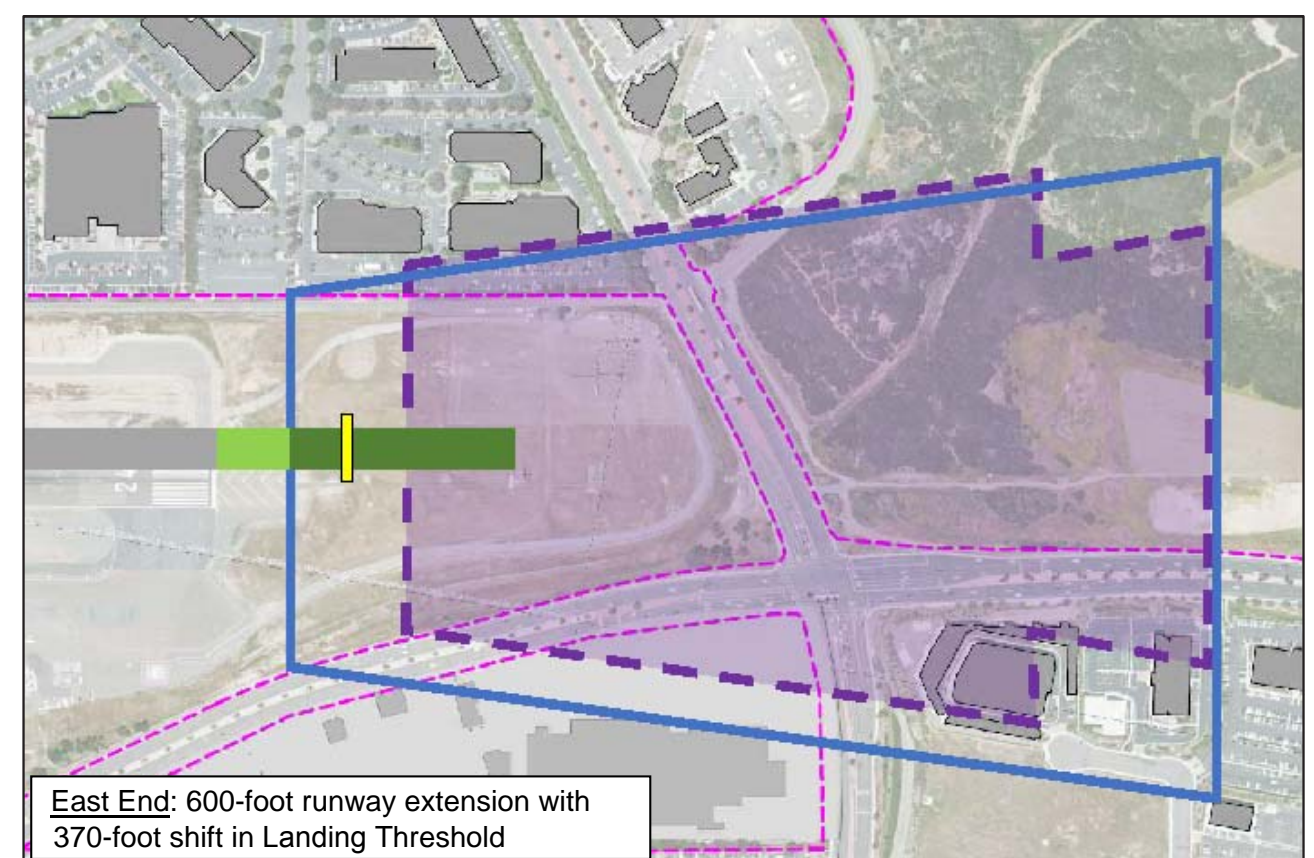 East End: 600-foot runway extension with
370-foot shift in Landing Threshold